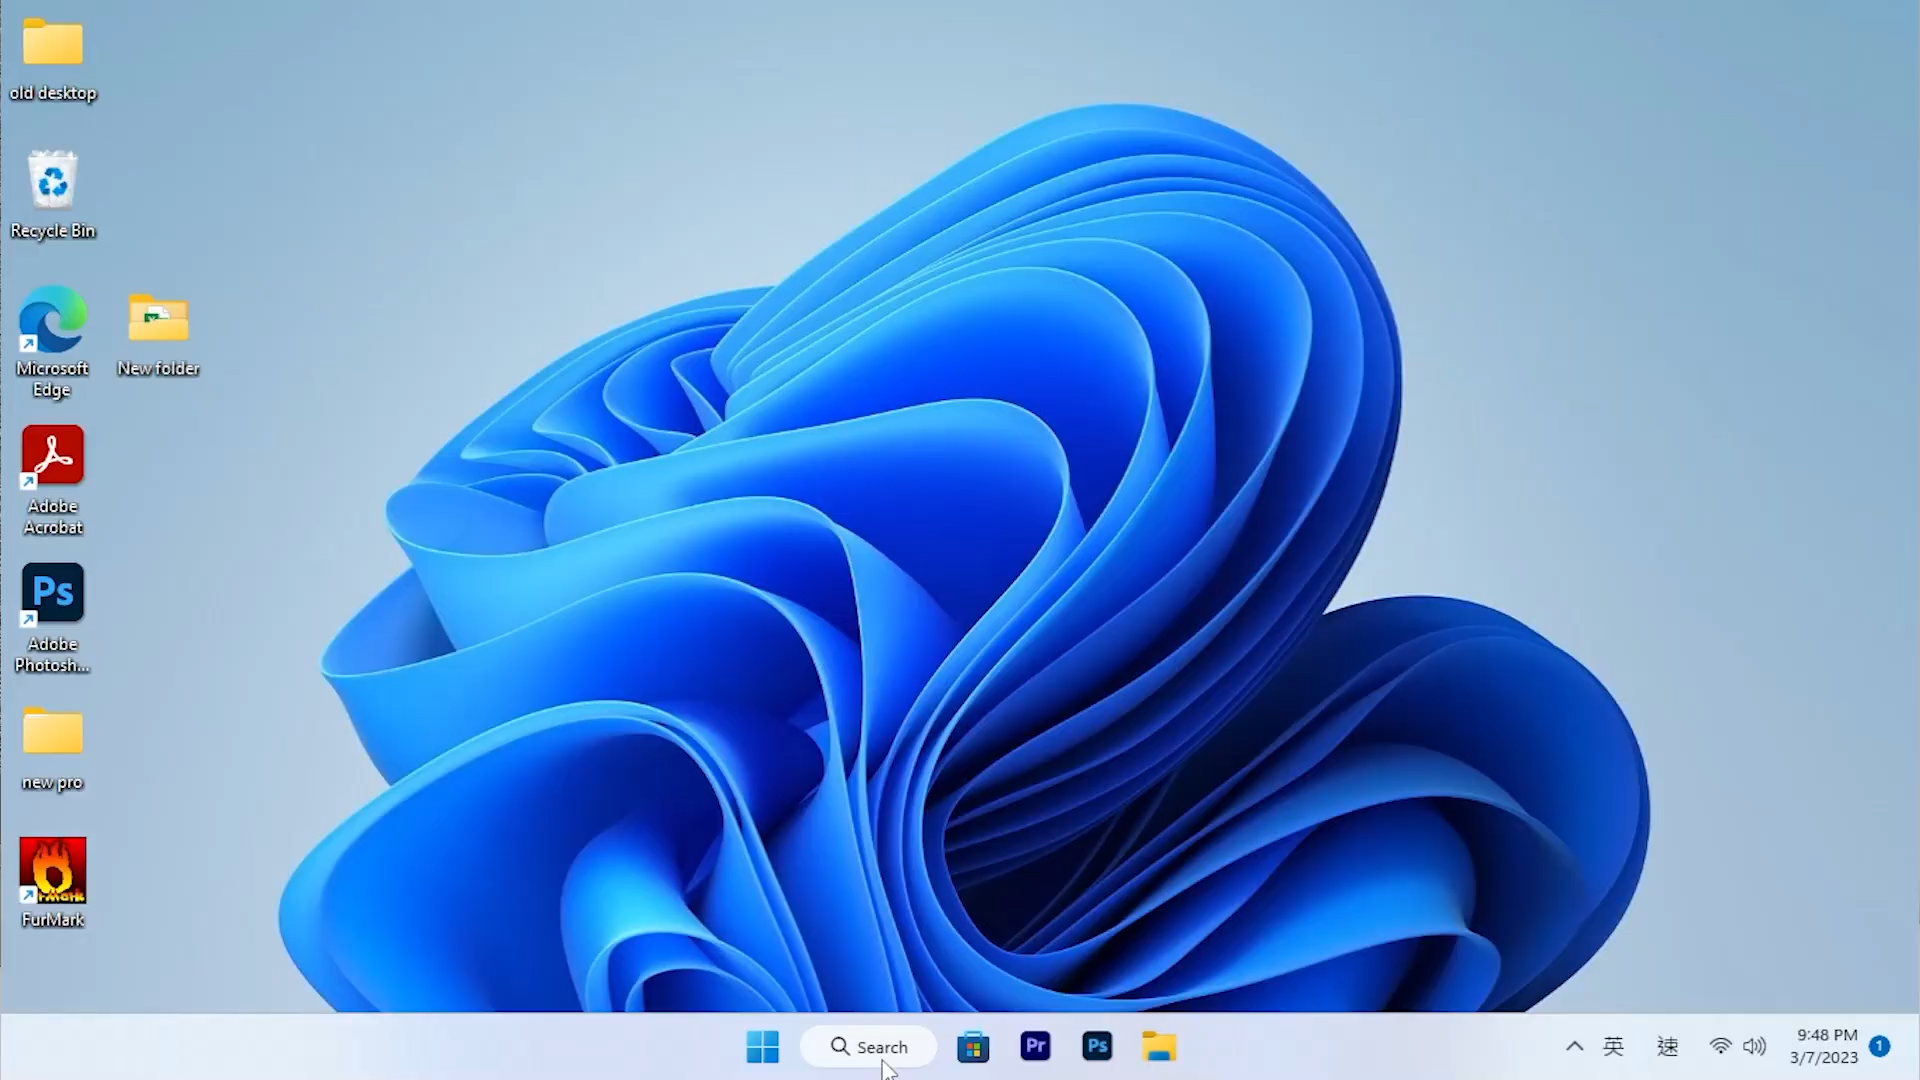 old desktop
Recycle Bin
Microsoft
Edge
New folder
Adobe
Acrobat
Ps
Adobe
Photosh...
new pro
FurMark
Search
Pr
Ps
英
速
9:48 PM
3/7/2023
1